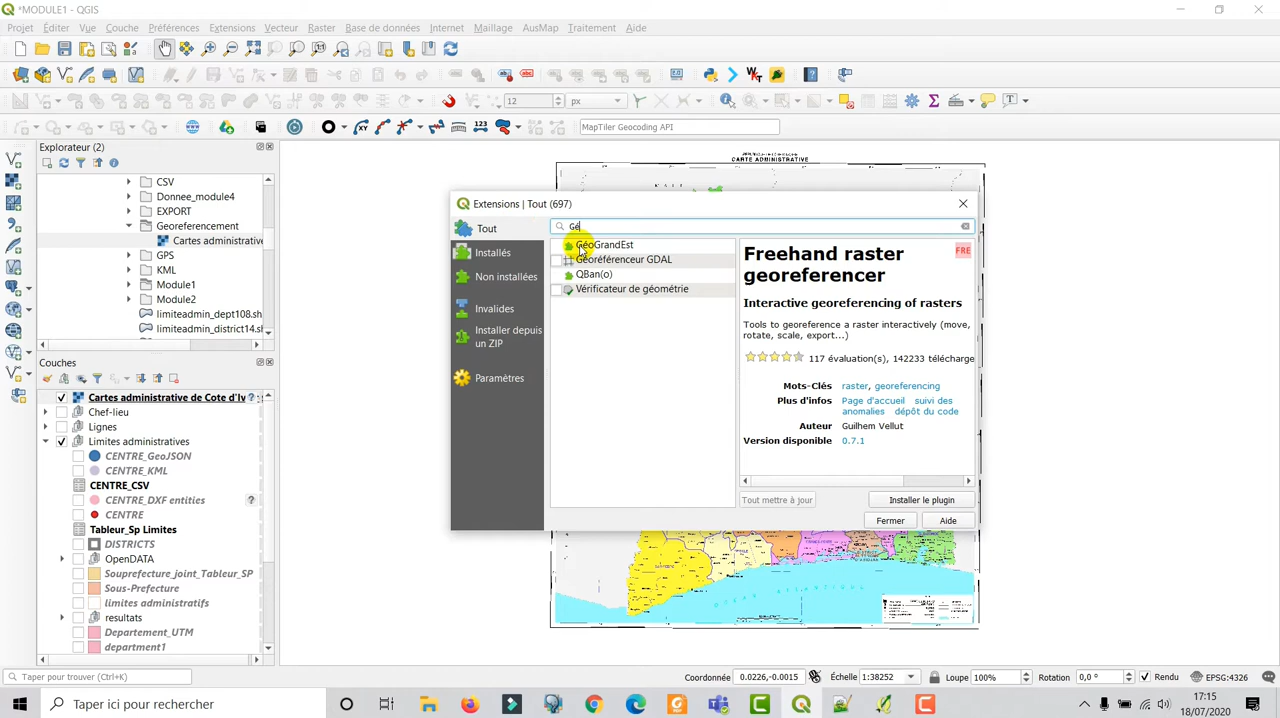 *MODULE1 - QGIS
Projet Éditer Vue Couche Préférences Extensions Vecteur Raster Base de données Internet Maillage AusMap Traitement Aide
12 px
MapTiler Geocoding API
Explorateur (2)
CSV
Donnee_module4
EXPORT
Georeferencement
Cartes administrative
GPS
KML
Module1
Module2
limiteadmin_dept108.sh
limiteadmin_district14.sh
Couches
Cartes administrative de Cote d'Iv
Chef-lieu
Lignes
Limites administratives
CENTRE_GeoJSON
CENTRE_KML
CENTRE_CSV
CENTRE_DXF entities
CENTRE
Tableur_Sp Limites
DISTRICTS
OpenDATA
Souprefecture_joint_Tableur_SP
Sous-Prefecture
limites administratifs
resultats
Departement_UTM
department1
CARTE ADMINISTRATIVE
Extensions | Tout (697)
Tout
Installés
Non installées
Invalides
Installer depuis
un ZIP
Paramètres
Gé
GéoGrandEst
Géoréférenceur GDAL
QBan(o)
Vérificateur de géométrie
Freehand raster
georeferencer
FRE
Interactive georeferencing of rasters
Tools to georeference a raster interactively (move,
rotate, scale, export...)
117 évaluation(s), 142233 télécharge
Mots-Clés raster, georeferencing
Plus d'infos Page d'accueil suivi des
anomalies dépôt du code
Auteur Guilhem Vellut
Version disponible 0.7.1
Tout mettre à jour Installer le plugin
Fermer Aide
Taper pour trouver (Ctrl+K)
Coordonnée 0.0226,-0.0015 Échelle 1:38252 Loupe 100% Rotation 0,0 ° Rendu EPSG:4326
Taper ici pour rechercher
17:15
18/07/2020